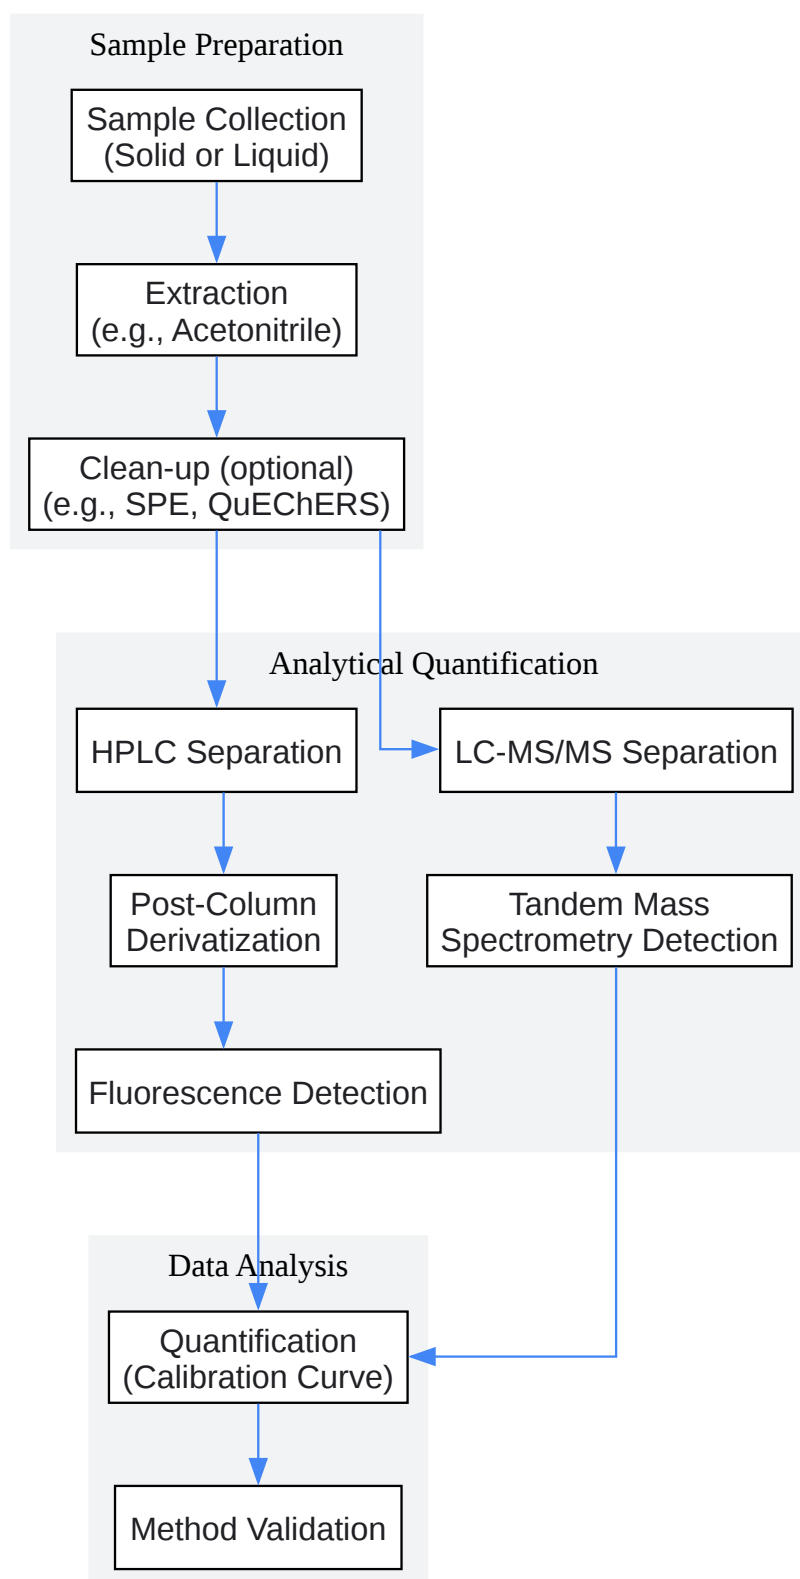 Sample Preparation
Sample Collection
(Solid or Liquid)
Extraction
(e.g., Acetonitrile)
Clean-up (optional)
(e.g., SPE, QuEChERS)
Analytical Quantification
HPLC Separation
LC-MS/MS Separation
Post-Column
Derivatization
Tandem Mass
Spectrometry Detection
Fluorescence Detection
Data Analysis
Quantification
(Calibration Curve)
Method Validation